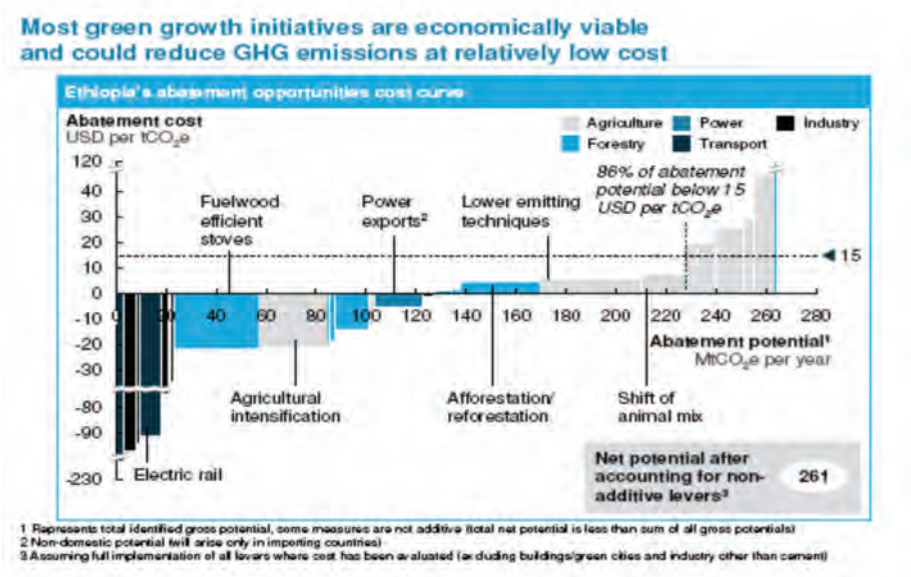 Most green growth initiatives are economically viable
and could reduce GHG emissions at relatively low cost
Ethiopia's abatement opportunities cost curve
Abatement cost
USD per tCO₂e
Agriculture
Power
Industry
Forestry
Transport
120
40
30
20
10
0
-10
-20
-30
-80
-90
-230
Fuelwood
efficient
stoves
Power
exports²
Lower emitting
techniques
86% of abatement
potential below 15
USD per tCO₂e
15
0 20 40 60 80 100 120 140 160 180 200 220 240 260 280
Abatement potential¹
MtCO₂e per year
Agricultural
intensification
Afforestation/
reforestation
Shift of
animal mix
Electric rail
Net potential after
accounting for non-
additive levers³
261
1 Represents total identified gross potential, some measures are not additive (total net potential is less than sum of all gross potentials)
2 Non-domestic potential (will arise only in importing countries)
3 Assuming full implementation of all levers where cost has been evaluated (excluding buildings/green cities and industry other than cement)